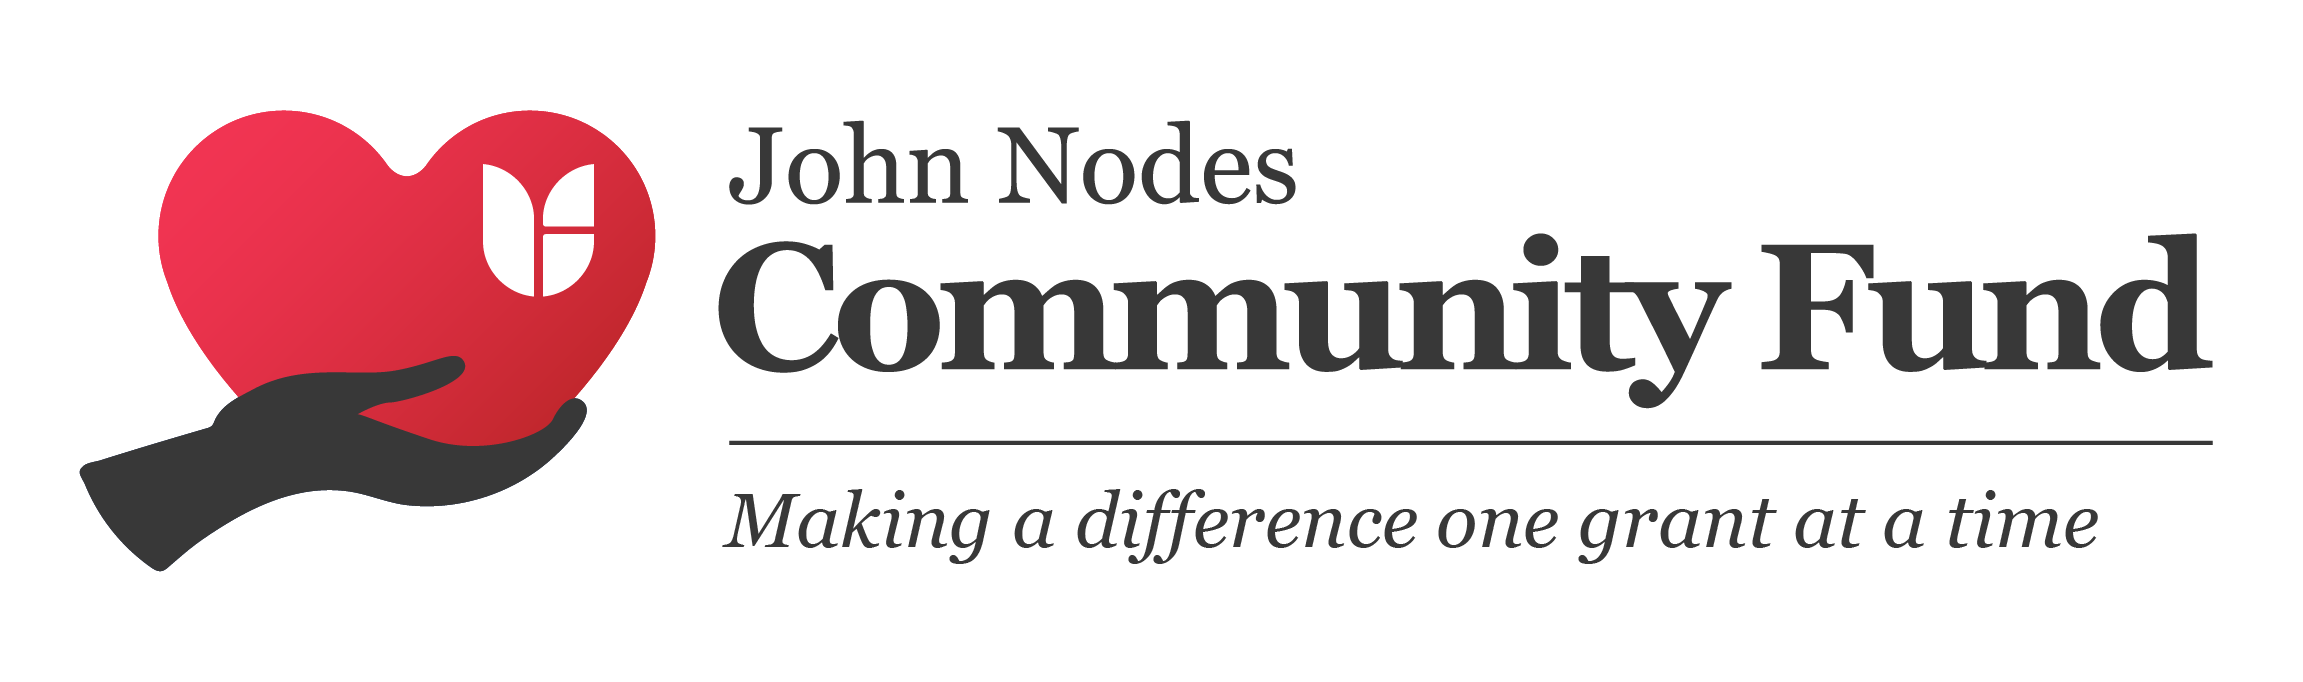 John Nodes
Community Fund
Making a difference one grant at a time